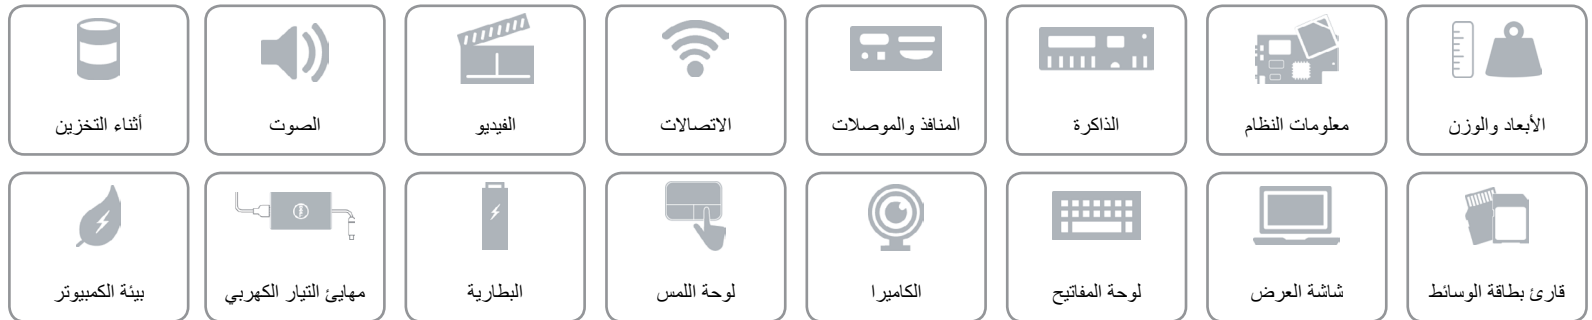 الأبعاد والوزن
معلومات النظام
الذاكرة
المنافذ والموصلات
الاتصالات
الفيديو
الصوت
أثناء التخزين
قارئ بطاقة الوسائط
شاشة العرض
لوحة المفاتيح
الكاميرا
لوحة اللمس
البطارية
مهايئ التيار الكهربي
بيئة الكمبيوتر